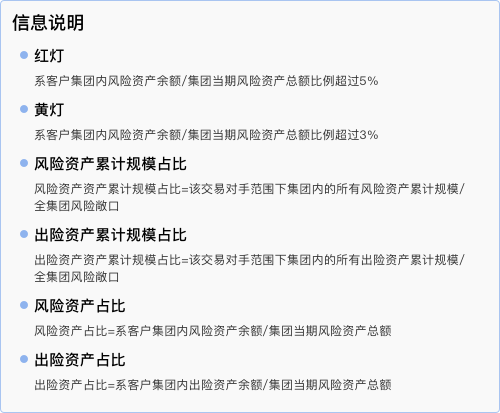 信息说明
红灯
系客户集团内风险资产余额/集团当期风险资产总额比例超过5%
黄灯
系客户集团内风险资产余额/集团当期风险资产总额比例超过3%
风险资产累计规模占比
风险资产资产累计规模占比=该交易对手范围下集团内的所有风险资产累计规模/
全集团风险敞口
出险资产累计规模占比
出险资产资产累计规模占比=该交易对手范围下集团内的所有出险资产累计规模/
全集团风险敞口
风险资产占比
风险资产占比=系客户集团内风险资产余额/集团当期风险资产总额
出险资产占比
出险资产占比=系客户集团内出险资产余额/集团当期风险资产总额